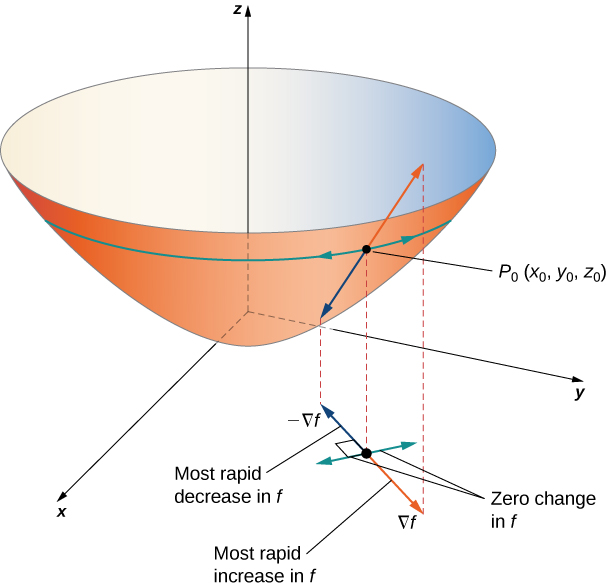 z
P₀ (x₀, y₀, z₀)
y
−∇f
Most rapid
decrease in f
x
Zero change
in f
∇f
Most rapid
increase in f